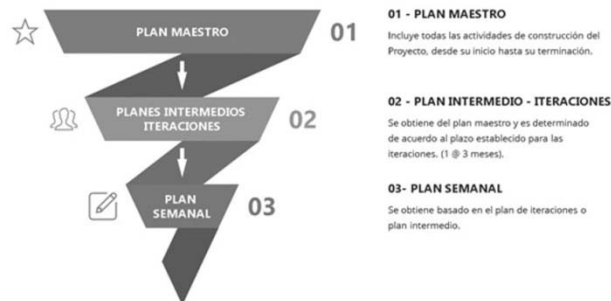 PLAN MAESTRO
01
PLANES INTERMEDIOS
ITERACIONES
02
PLAN
SEMANAL
03
01 - PLAN MAESTRO
Incluye todas las actividades de construcción del
Proyecto, desde su inicio hasta su terminación.
02 - PLAN INTERMEDIO - ITERACIONES
Se obtiene del plan maestro y es determinado
de acuerdo al plazo establecido para las
iteraciones. (1 @ 3 meses).
03- PLAN SEMANAL
Se obtiene basado en el plan de iteraciones o
plan intermedio.